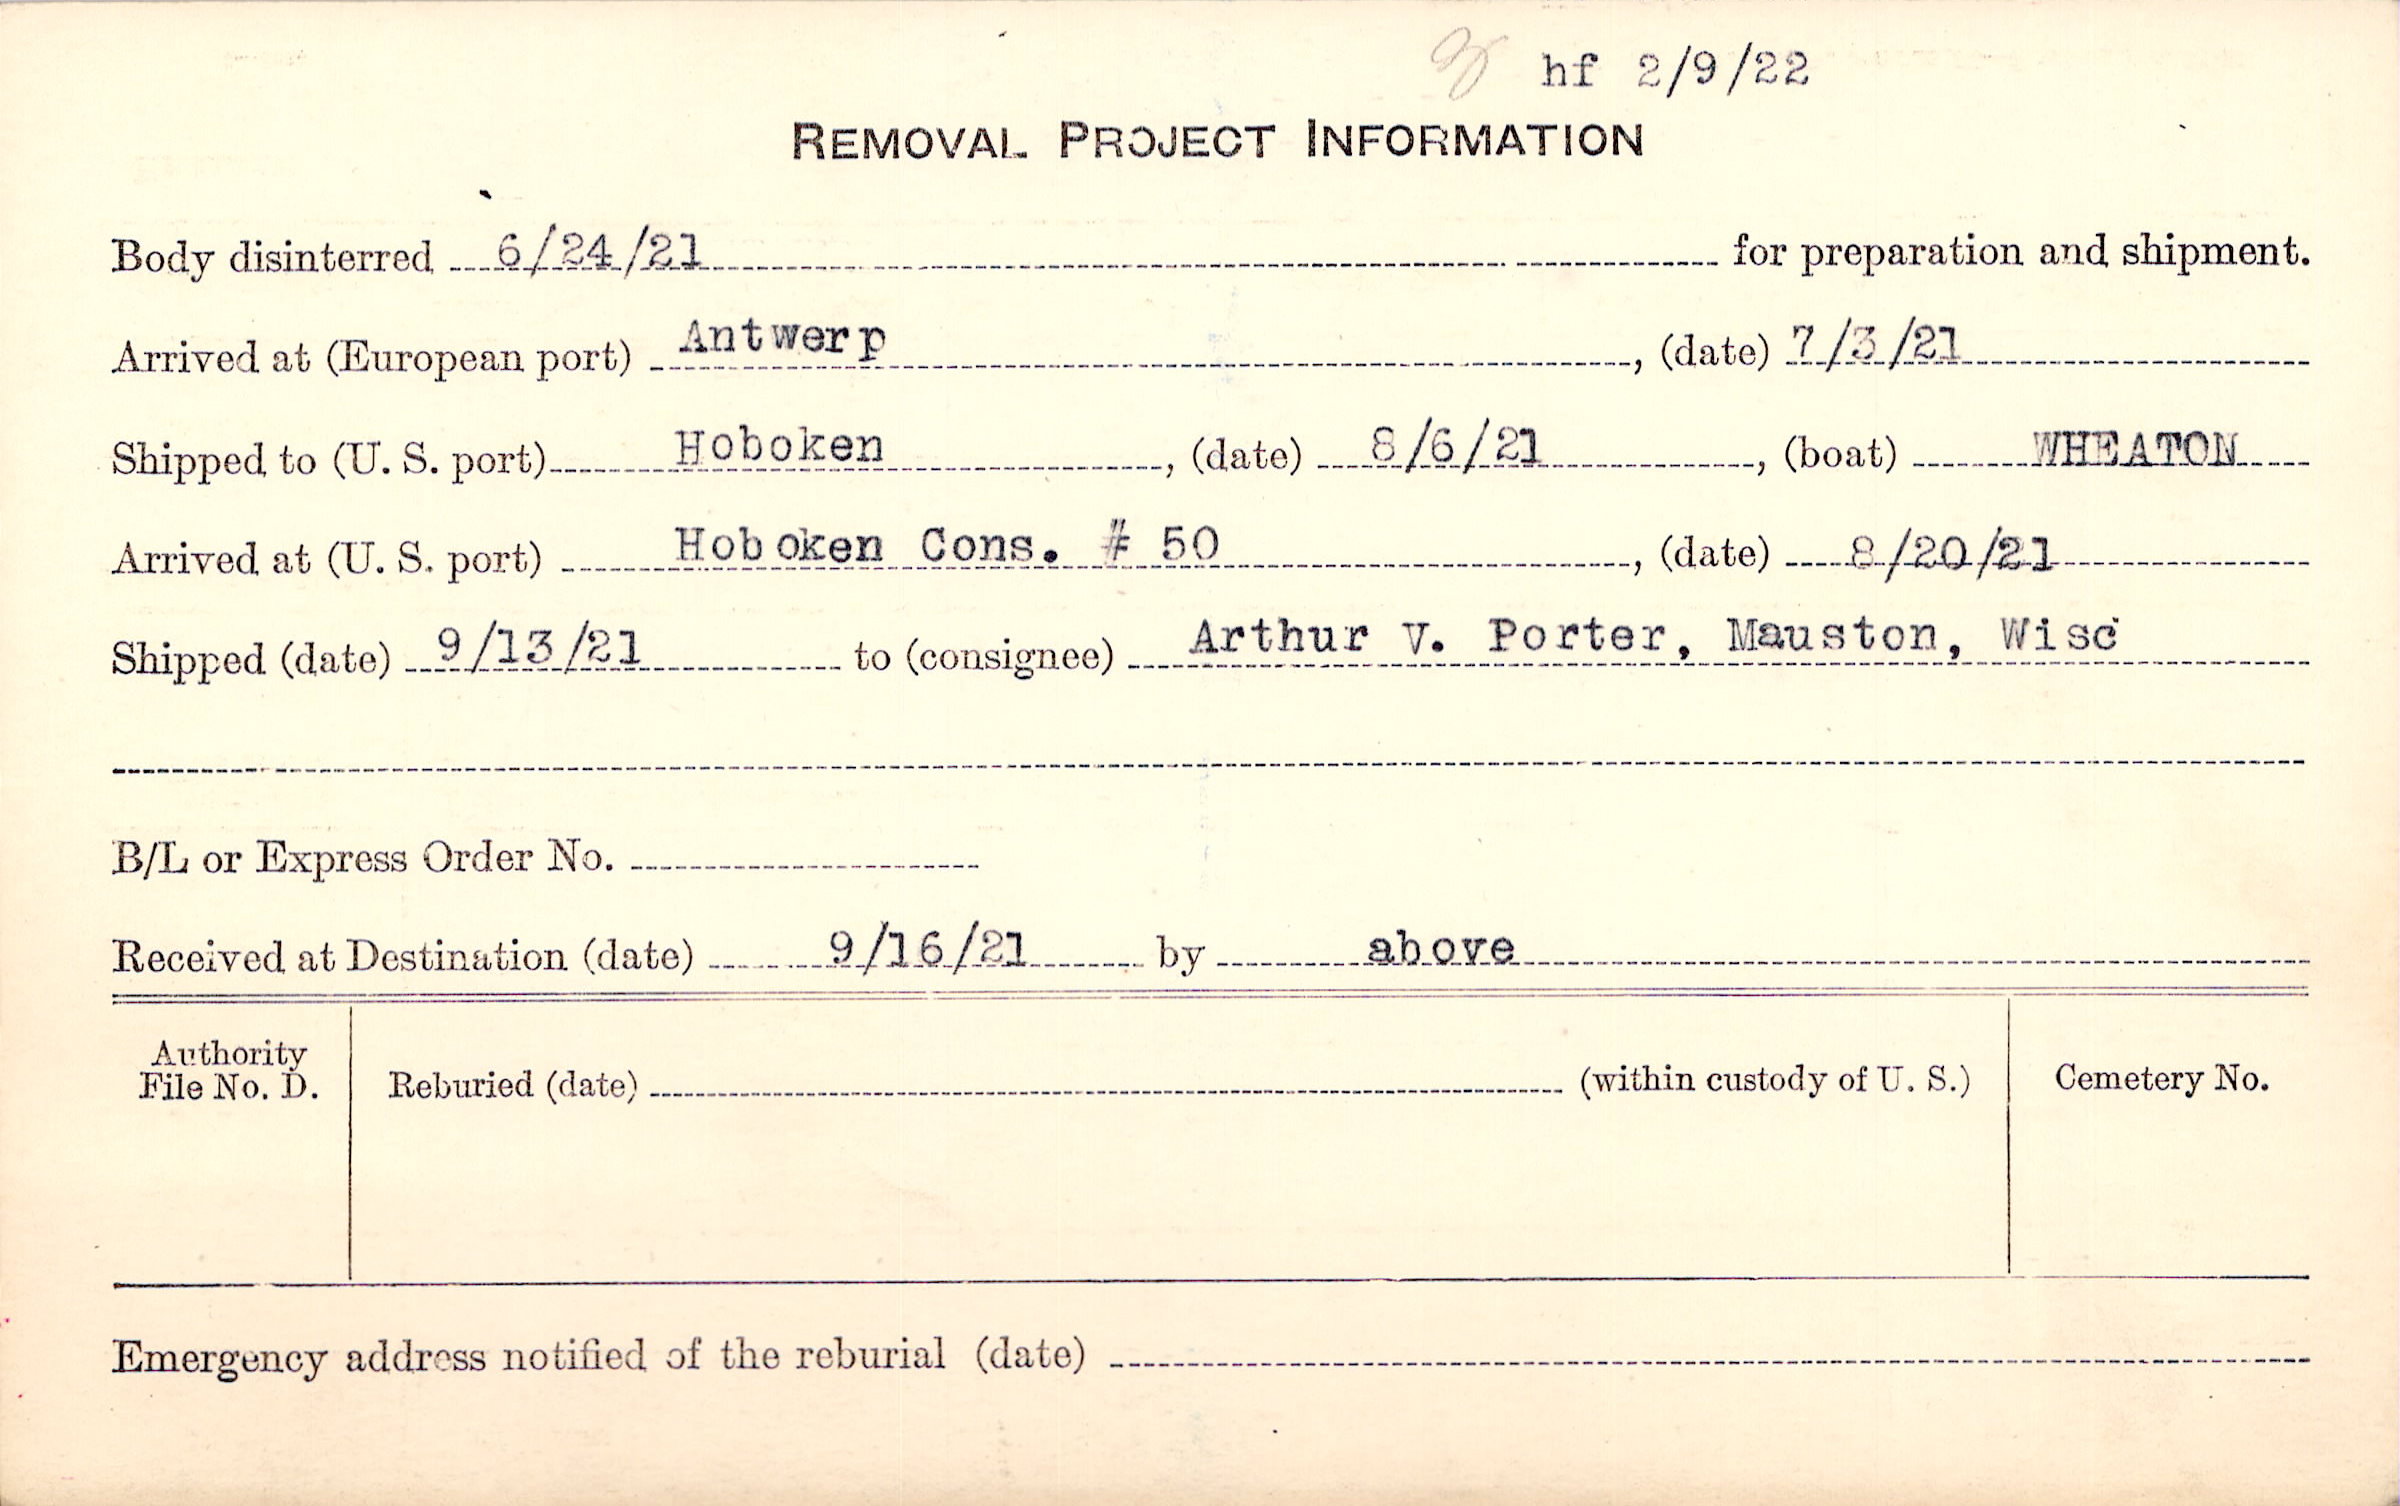 hf 2/9/22
REMOVAL PROJECT INFORMATION
Body disinterred 6/24/21 for preparation and shipment.
Arrived at (European port) Antwerp, (date) 7/3/21
Shipped to (U. S. port) Hoboken, (date) 8/6/21, (boat) WHEATON
Arrived at (U. S. port) Hoboken Cons. # 50, (date) 8/20/21
Shipped (date) 9/13/21 to (consignee) Arthur V. Porter, Mauston, Wisc
B/L or Express Order No.
Received at Destination (date) 9/16/21 by above
Authority
File No. D.
Reburied (date) (within custody of U. S.)
Cemetery No.
Emergency address notified of the reburial (date)